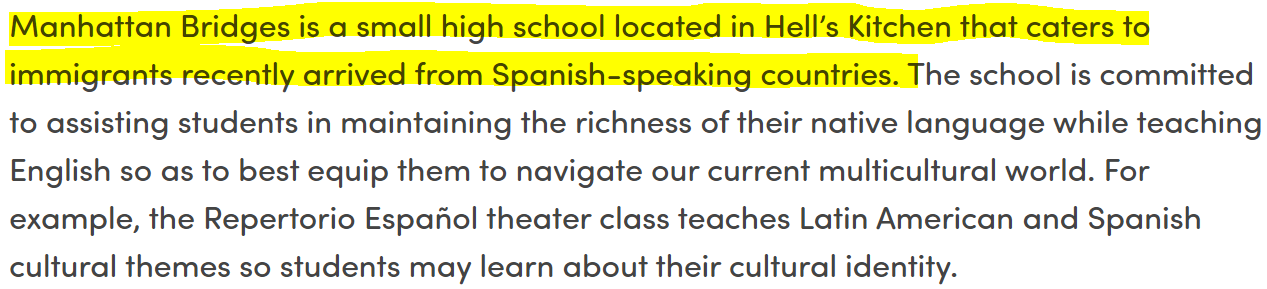 Manhattan Bridges is a small high school located in Hell’s Kitchen that caters to
immigrants recently arrived from Spanish-speaking countries. The school is committed
to assisting students in maintaining the richness of their native language while teaching
English so as to best equip them to navigate our current multicultural world. For
example, the Repertorio Español theater class teaches Latin American and Spanish
cultural themes so students may learn about their cultural identity.